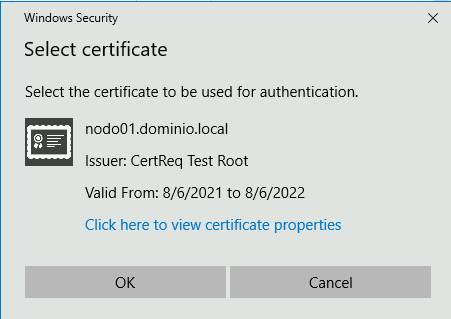 Windows Security
Select certificate
Select the certificate to be used for authentication.
nodo01.dominio.local
Issuer: CertReq Test Root
Valid From: 8/6/2021 to 8/6/2022
Click here to view certificate properties
OK
Cancel